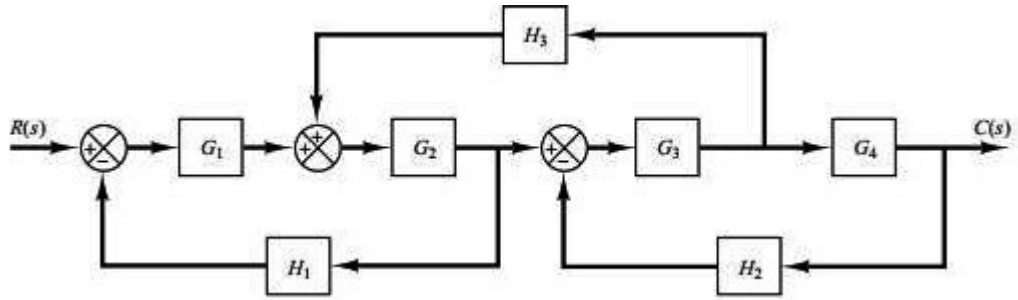 H₃
R(s)
+
−
G₁
+
+
G₂
+
−
G₃
G₄
C(s)
H₁
H₂